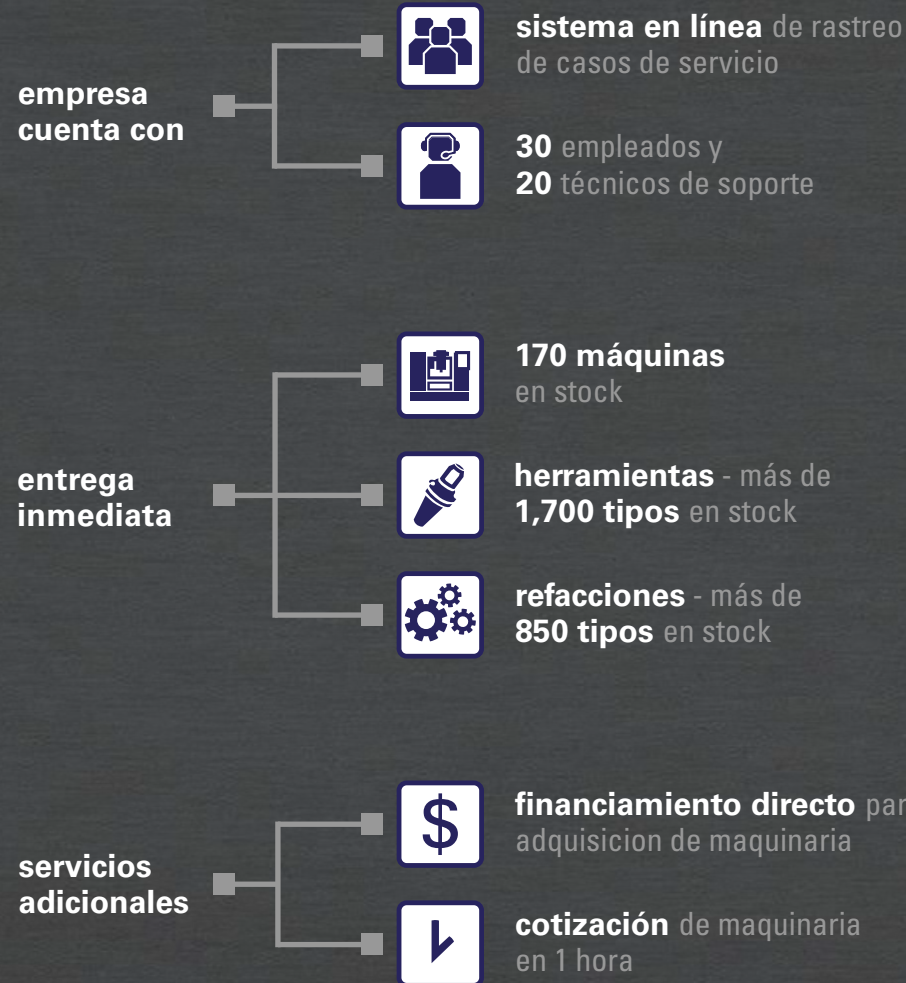 empresa
cuenta con
sistema en línea de rastreo
de casos de servicio
30 empleados y
20 técnicos de soporte
entrega
inmediata
170 máquinas
en stock
herramientas - más de
1,700 tipos en stock
refacciones - más de
850 tipos en stock
servicios
adicionales
$
financiamiento directo
adquisicion de maquinaria
cotización de maquinaria
en 1 hora